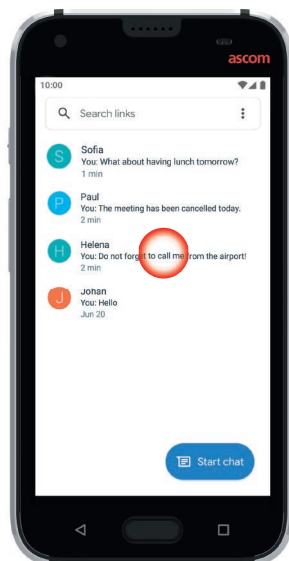 ascom
10:00
Search links
S
Sofia
You: What about having lunch tomorrow?
1 min
P
Paul
You: The meeting has been cancelled today.
2 min
H
Helena
You: Do not forget to call me from the airport!
2 min
J
Johan
You: Hello
Jun 20
Start chat